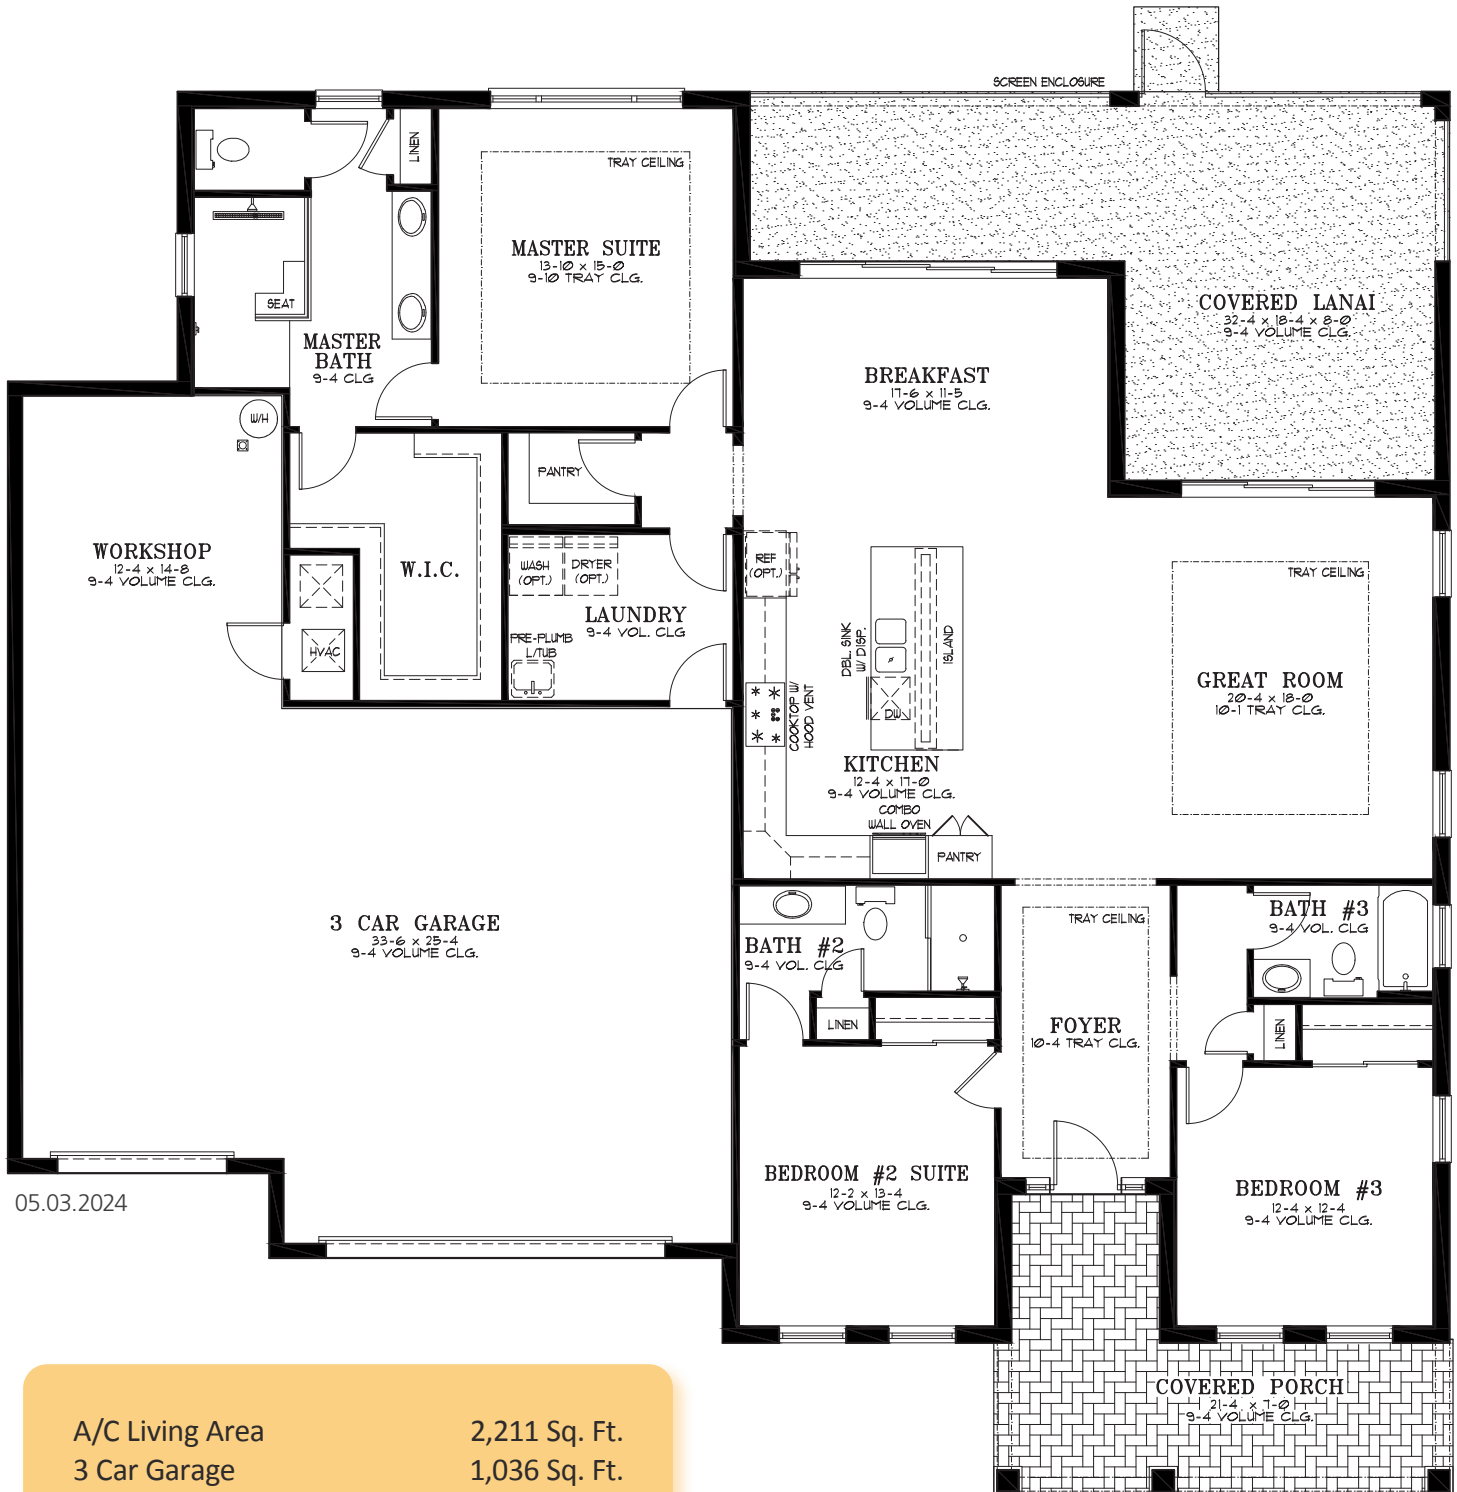 SCREEN ENCLOSURE
LINEN
TRAY CEILING
MASTER SUITE
13-10 x 15-0
9-10 TRAY CLG.
SEAT
MASTER
BATH
9-4 CLG
COVERED LANAI
32-4 x 18-4 x 8-0
9-4 VOLUME CLG.
BREAKFAST
17-6 x 11-5
9-4 VOLUME CLG.
W/H
PANTRY
WORKSHOP
12-4 x 14-8
9-4 VOLUME CLG.
W.I.C.
WASH
(OPT.)
DRYER
(OPT.)
REF
(OPT.)
LAUNDRY
9-4 VOL. CLG
PRE-PLUMB
L/TUB
HVAC
DBL. SINK
W/ DISP.
ISLAND
DW
COOKTOP W/
HOOD VENT
TRAY CEILING
GREAT ROOM
20-4 x 18-0
10-1 TRAY CLG.
KITCHEN
12-4 x 17-0
9-4 VOLUME CLG.
COMBO
WALL OVEN
PANTRY
3 CAR GARAGE
33-6 x 25-4
9-4 VOLUME CLG.
BATH #2
9-4 VOL. CLG
LINEN
TRAY CEILING
FOYER
10-4 TRAY CLG.
BATH #3
9-4 VOL. CLG
LINEN
BEDROOM #2 SUITE
12-2 x 13-4
9-4 VOLUME CLG.
BEDROOM #3
12-4 x 12-4
9-4 VOLUME CLG.
05.03.2024
COVERED PORCH
21-4 x 7-0
9-4 VOLUME CLG.
A/C Living Area 2,211 Sq. Ft.
3 Car Garage 1,036 Sq. Ft.